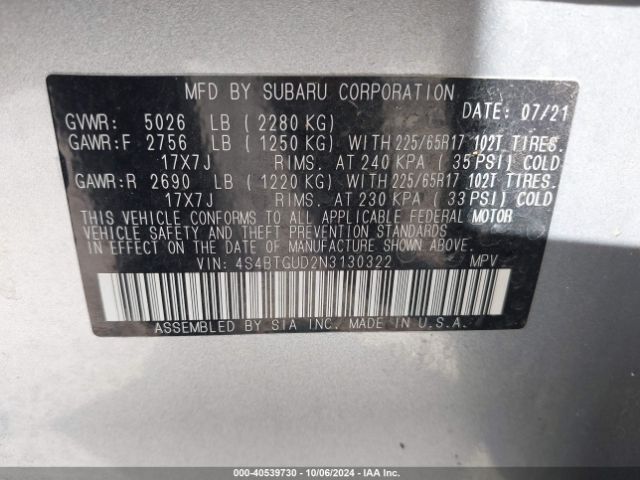 MFD BY SUBARU CORPORATION
DATE: 07/21
GVWR: 5026 LB ( 2280 KG)
GAWR:F 2756 LB ( 1250 KG) WITH 225/65R17 102T TIRES.
17X7J RIMS. AT 240 KPA ( 35 PSI) COLD
GAWR:R 2690 LB ( 1220 KG) WITH 225/65R17 102T TIRES.
17X7J RIMS. AT 230 KPA ( 33 PSI) COLD
THIS VEHICLE CONFORMS TO ALL APPLICABLE FEDERAL MOTOR
VEHICLE SAFETY AND THEFT PREVENTION STANDARDS
IN EFFECT ON THE DATE OF MANUFACTURE SHOWN ABOVE.
VIN: 4S4BTGUD2N3130322 MPV
ASSEMBLED BY SIA INC. MADE IN U.S.A.
000-40539730 - 10/06/2024 - IAA, Inc.